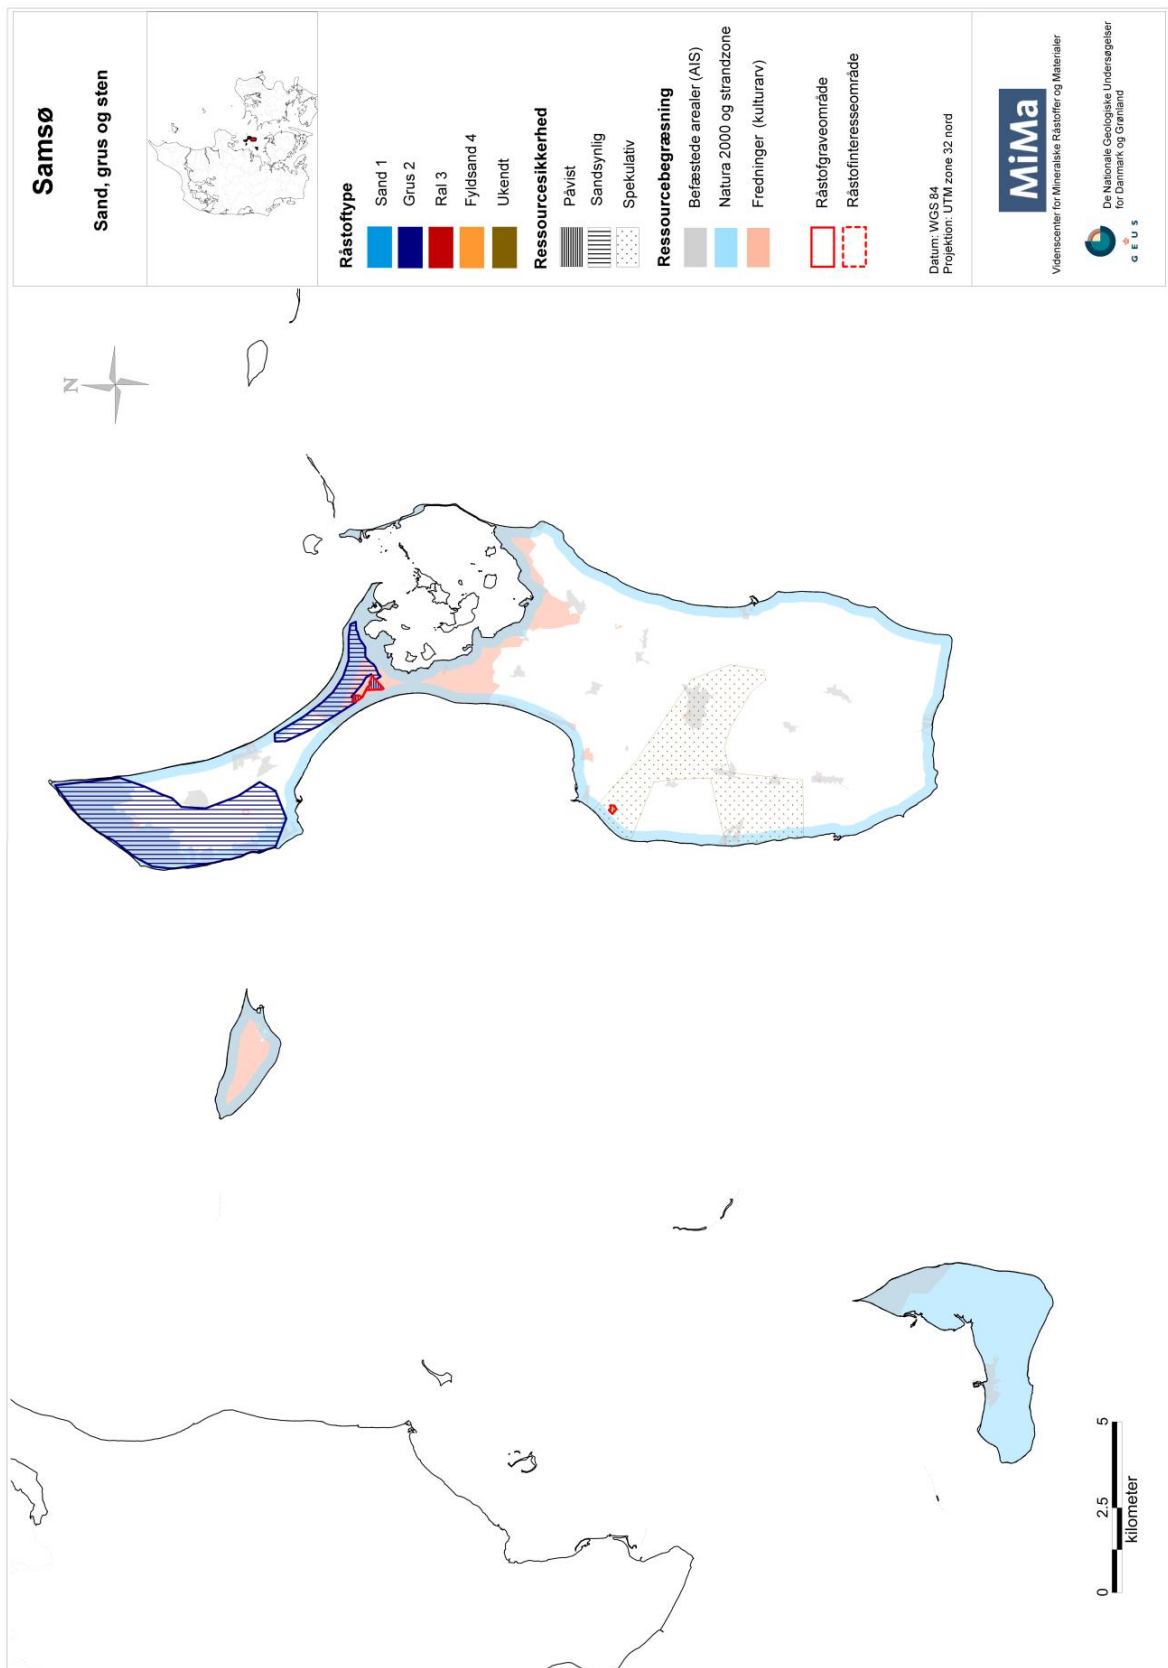 Samsø
Sand, grus og sten
Råstoftype
Sand 1
Grus 2
Ral 3
Fyldsand 4
Ukendt
Ressourcesikkerhed
Påvist
Sandsynlig
Spekulativ
Ressourcebegræsning
Befæstede arealer (AIS)
Natura 2000 og strandzone
Fredninger (kulturarv)
Råstofgraveområde
Råstofinteresseområde
Datum: WGS 84
Projektion: UTM zone 32 nord
MiMa
Videnscenter for Mineralske Råstoffer og Materialer
G E U S
De Nationale Geologiske Undersøgelser
for Danmark og Grønland
N
0 2.5 5
kilometer